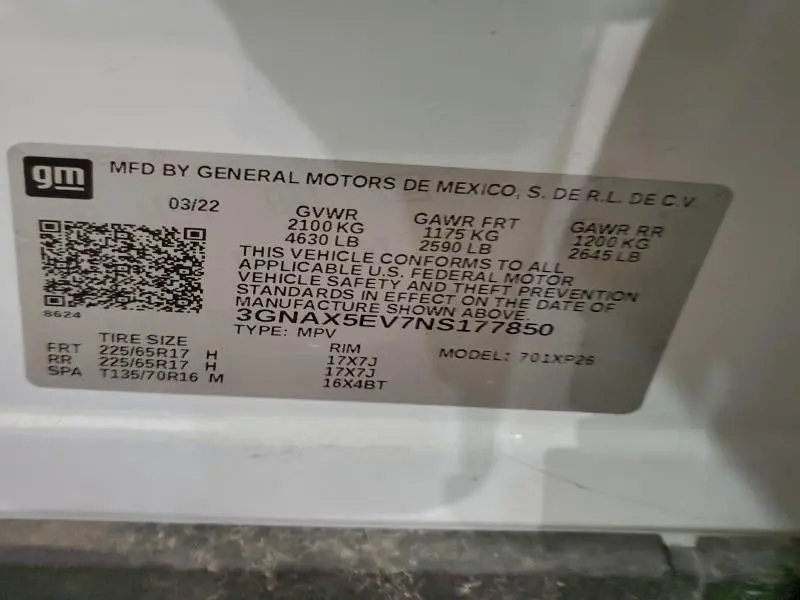 gm MFD BY GENERAL MOTORS DE MEXICO, S. DE R.L. DE C.V.
03/22 GVWR GAWR FRT GAWR RR
2100 KG 1175 KG 1200 KG
4630 LB 2590 LB 2645 LB
THIS VEHICLE CONFORMS TO ALL
APPLICABLE U.S. FEDERAL MOTOR
VEHICLE SAFETY AND THEFT PREVENTION
STANDARDS IN EFFECT ON THE DATE OF
MANUFACTURE SHOWN ABOVE.
8624 3GNAX5EV7NS177850
TYPE: MPV MODEL: 701XP26
TIRE SIZE RIM
FRT 225/65R17 H 17X7J
RR 225/65R17 H 17X7J
SPA T135/70R16 M 16X4BT